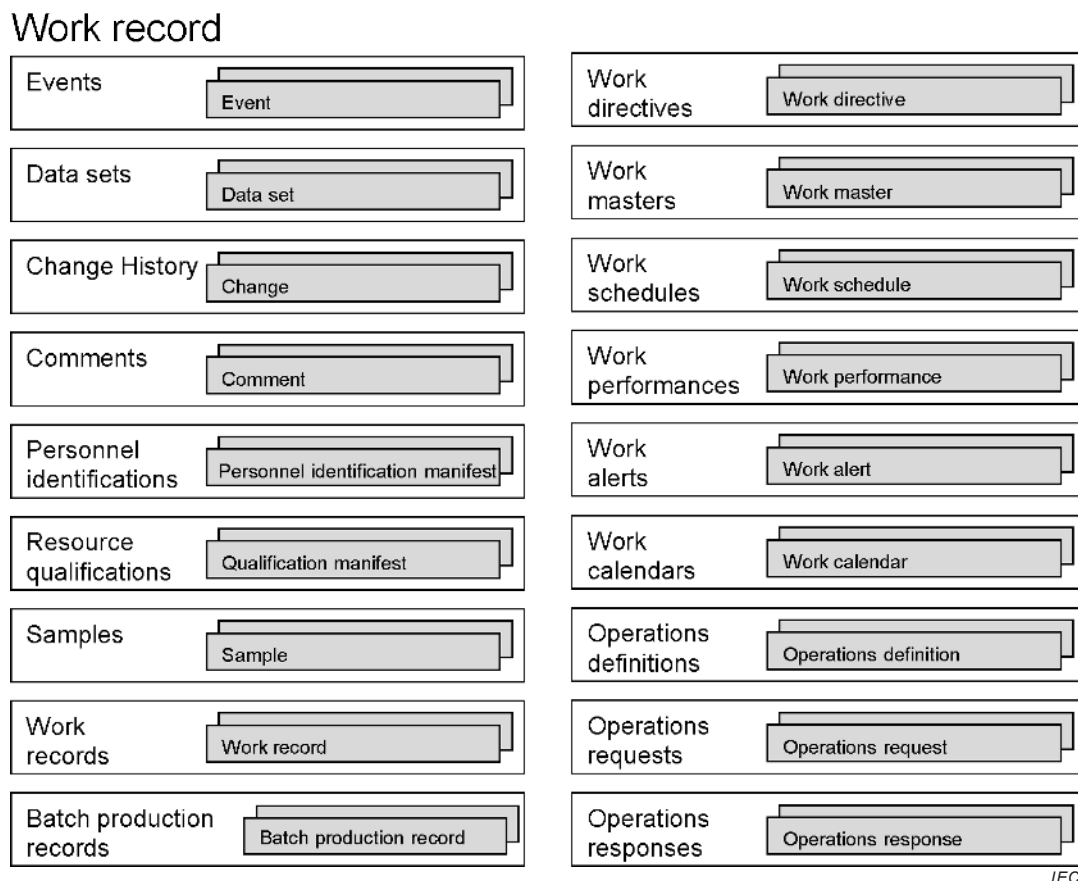 Work record
Events
Event
Data sets
Data set
Change History
Change
Comments
Comment
Personnel
identifications
Personnel identification manifest
Resource
qualifications
Qualification manifest
Samples
Sample
Work
records
Work record
Batch production
records
Batch production record
Work
directives
Work directive
Work
masters
Work master
Work
schedules
Work schedule
Work
performances
Work performance
Work
alerts
Work alert
Work
calendars
Work calendar
Operations
definitions
Operations definition
Operations
requests
Operations request
Operations
responses
Operations response
IEC